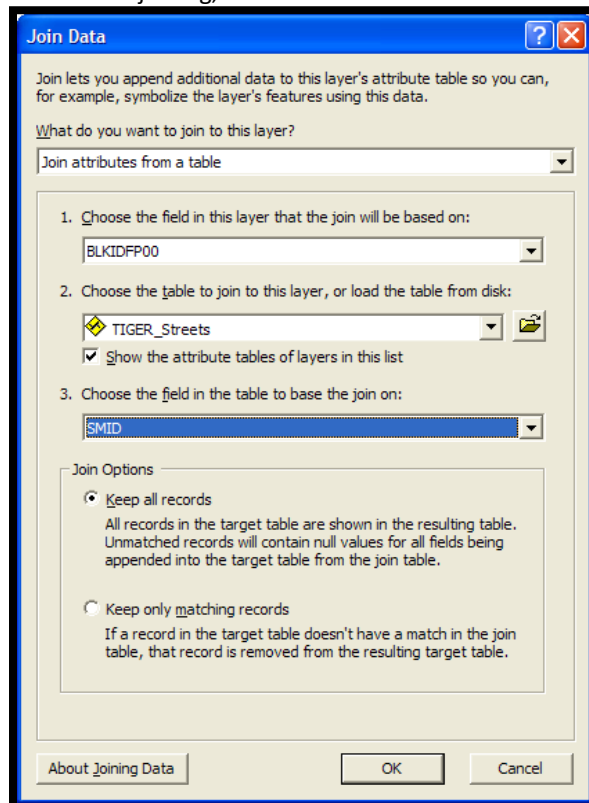 Join Data
Join lets you append additional data to this layer's attribute table so you can,
for example, symbolize the layer's features using this data.
What do you want to join to this layer?
Join attributes from a table
1. Choose the field in this layer that the join will be based on:
BLKIDFP00
2. Choose the table to join to this layer, or load the table from disk:
TIGER_Streets
Show the attribute tables of layers in this list
3. Choose the field in the table to base the join on:
SMID
Join Options
Keep all records
All records in the target table are shown in the resulting table.
Unmatched records will contain null values for all fields being
appended into the target table from the join table.
Keep only matching records
If a record in the target table doesn't have a match in the join
table, that record is removed from the resulting target table.
About Joining Data
OK
Cancel